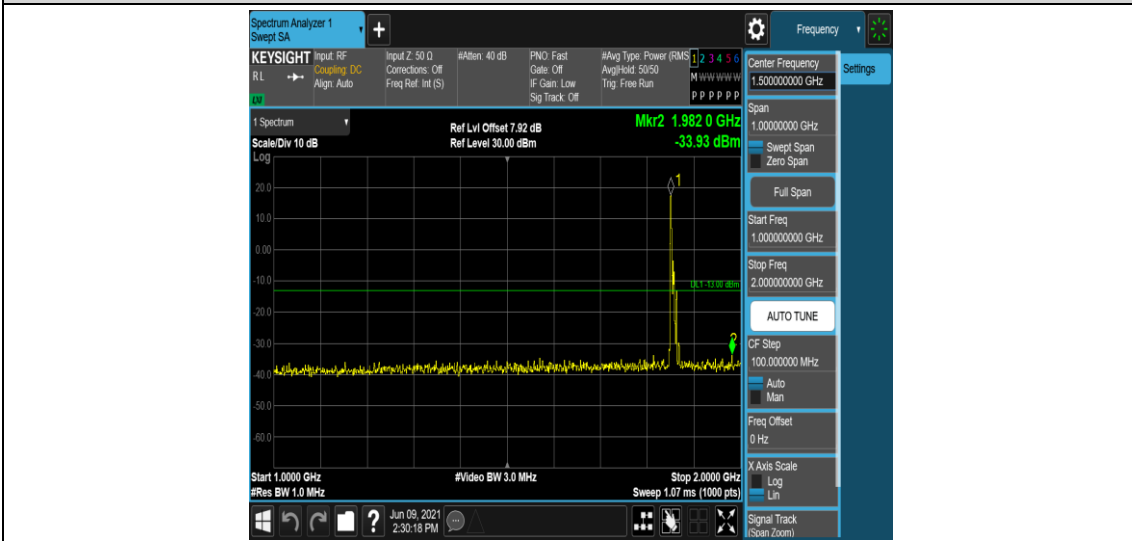 Spectrum Analyzer 1
Swept SA
+
Frequency
KEYSIGHT
RL
LXI
Input: RF
Coupling: DC
Align: Auto
Input Z: 50 Ω
Corrections: Off
Freq Ref: Int (S)
#Atten: 40 dB
PNO: Fast
Gate: Off
IF Gain: Low
Sig Track: Off
#Avg Type: Power (RMS
Avg|Hold: 50/50
Trig: Free Run
1 2 3 4 5 6
M W W W W W
P P P P P P
Center Frequency
1.500000000 GHz
Settings
Span
1.00000000 GHz
Swept Span
Zero Span
Full Span
Start Freq
1.000000000 GHz
Stop Freq
2.000000000 GHz
AUTO TUNE
CF Step
100.000000 MHz
Auto
Man
Freq Offset
0 Hz
X Axis Scale
Log
Lin
Signal Track
(Span Zoom)
1 Spectrum
Scale/Div 10 dB
Log
Ref Lvl Offset 7.92 dB
Ref Level 30.00 dBm
Mkr2 1.982 0 GHz
-33.93 dBm
20.0
10.0
0.00
-10.0
-20.0
-30.0
-40.0
-50.0
-60.0
1
DL1 -13.00 dBm
2
Start 1.0000 GHz
#Res BW 1.0 MHz
#Video BW 3.0 MHz
Stop 2.0000 GHz
Sweep 1.07 ms (1000 pts)
?
Jun 09, 2021
2:30:18 PM